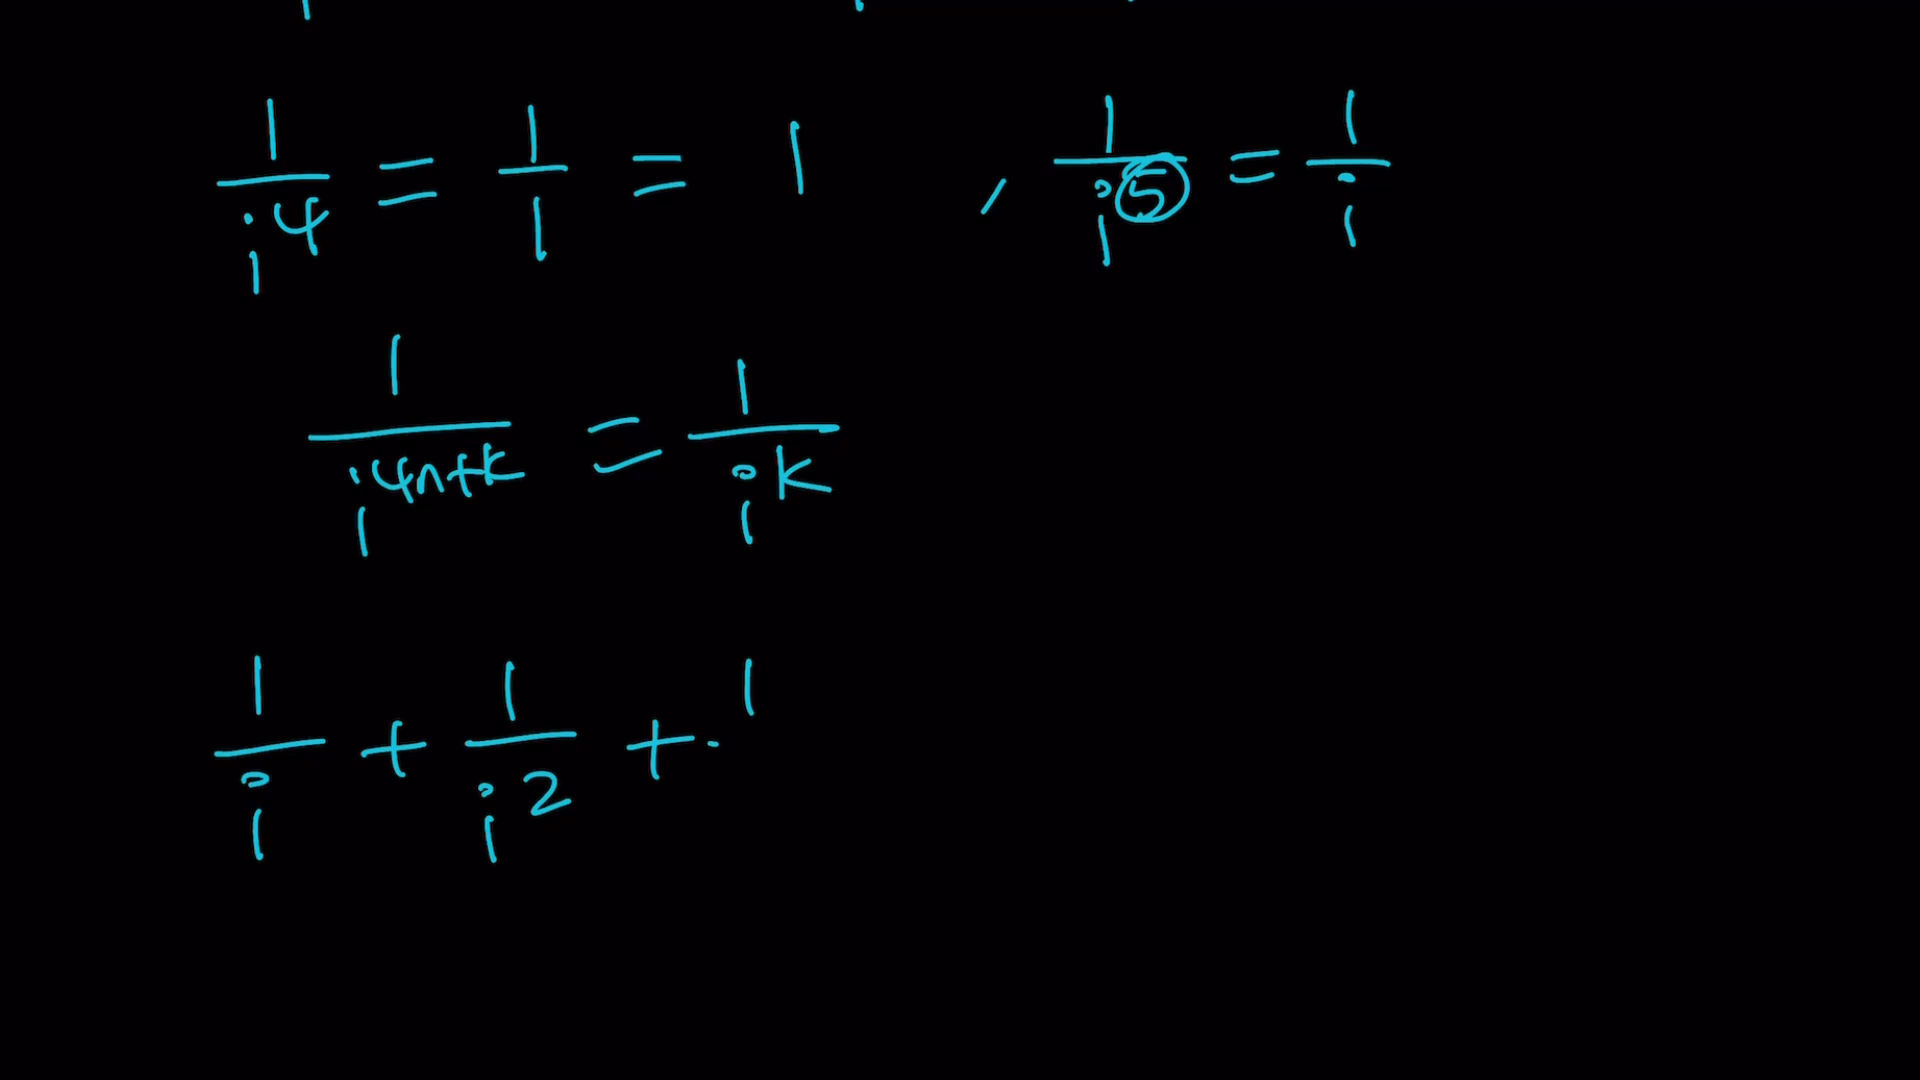 1/i^4 = 1/1 = 1 , 1/i^5 = 1/i
1/i^(4n+k) = 1/i^k
1/i + 1/i^2 + 1